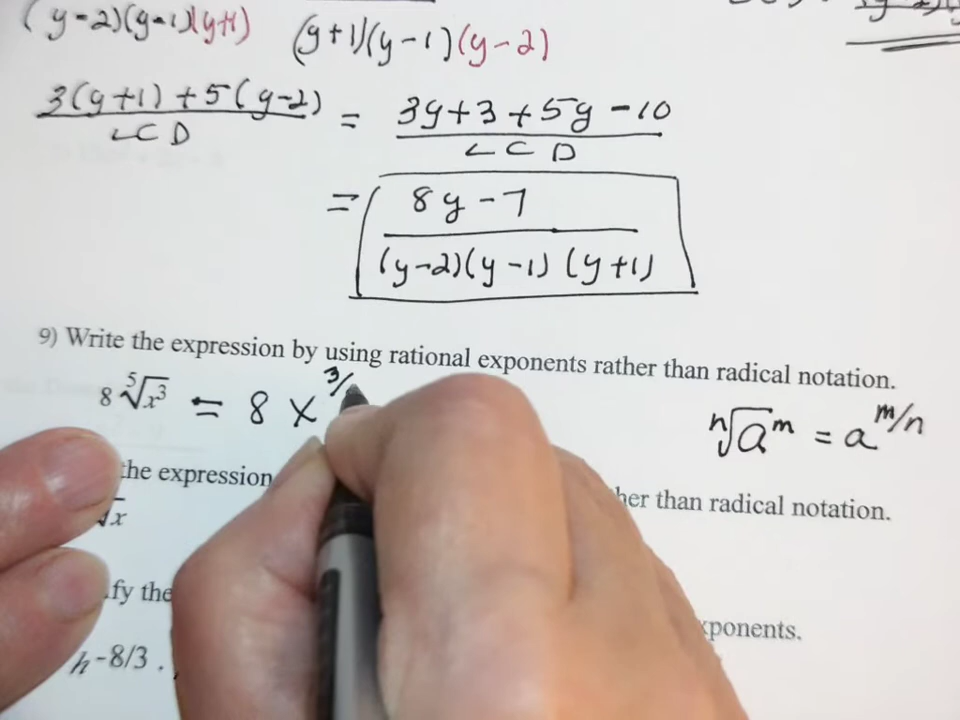 (y-2)(y-1)(y+1) (y+1)(y-1)(y-2)
3(y+1)+5(y-2) / LCD = 3y+3+5y-10 / LCD
= 8y-7 / (y-2)(y-1)(y+1)
9) Write the expression by using rational exponents rather than radical notation.
8 ⁵√x³ = 8 x^3/
ⁿ√a^m = a^m/n
the expression her than radical notation.
√x
fy the xponents.
h^-8/3 .